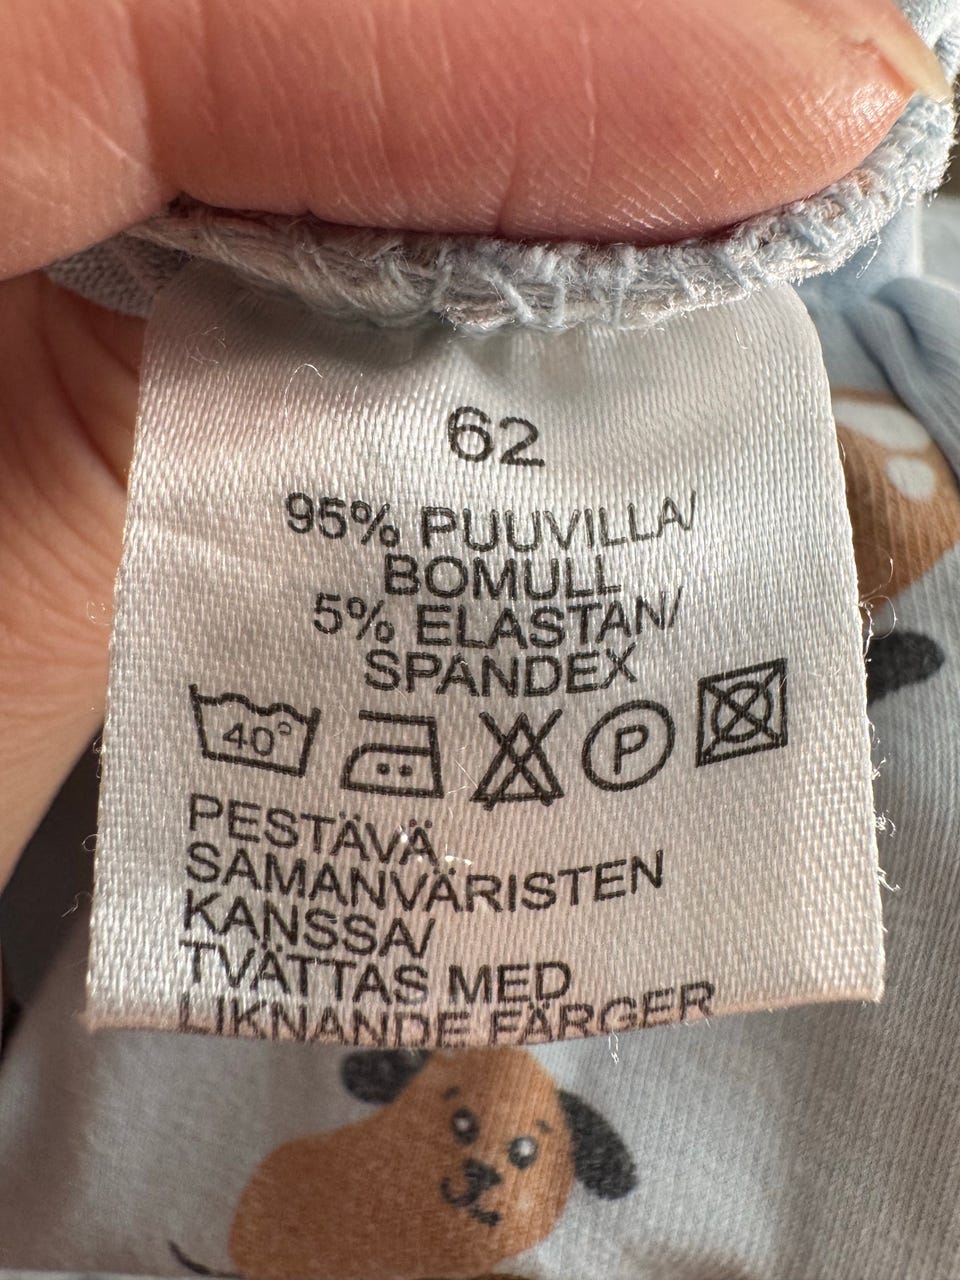 62
95% PUUVILLA/
BOMULL
5% ELASTAN/
SPANDEX
40°
P
PESTÄVÄ
SAMANVÄRISTEN
KANSSA/
TVÄTTAS MED
LIKNANDE FÄRGER